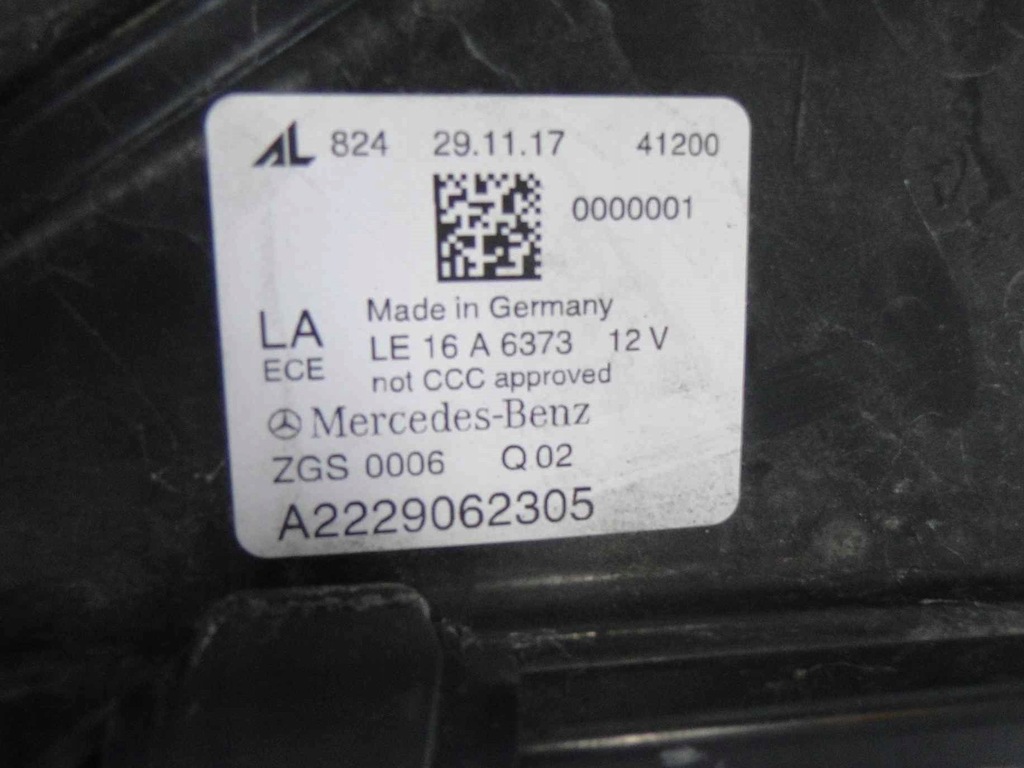 AL 824 29.11.17 41200
0000001
Made in Germany
LA LE 16 A 6373 12 V
ECE not CCC approved
Mercedes-Benz
ZGS 0006 Q 02
A2229062305